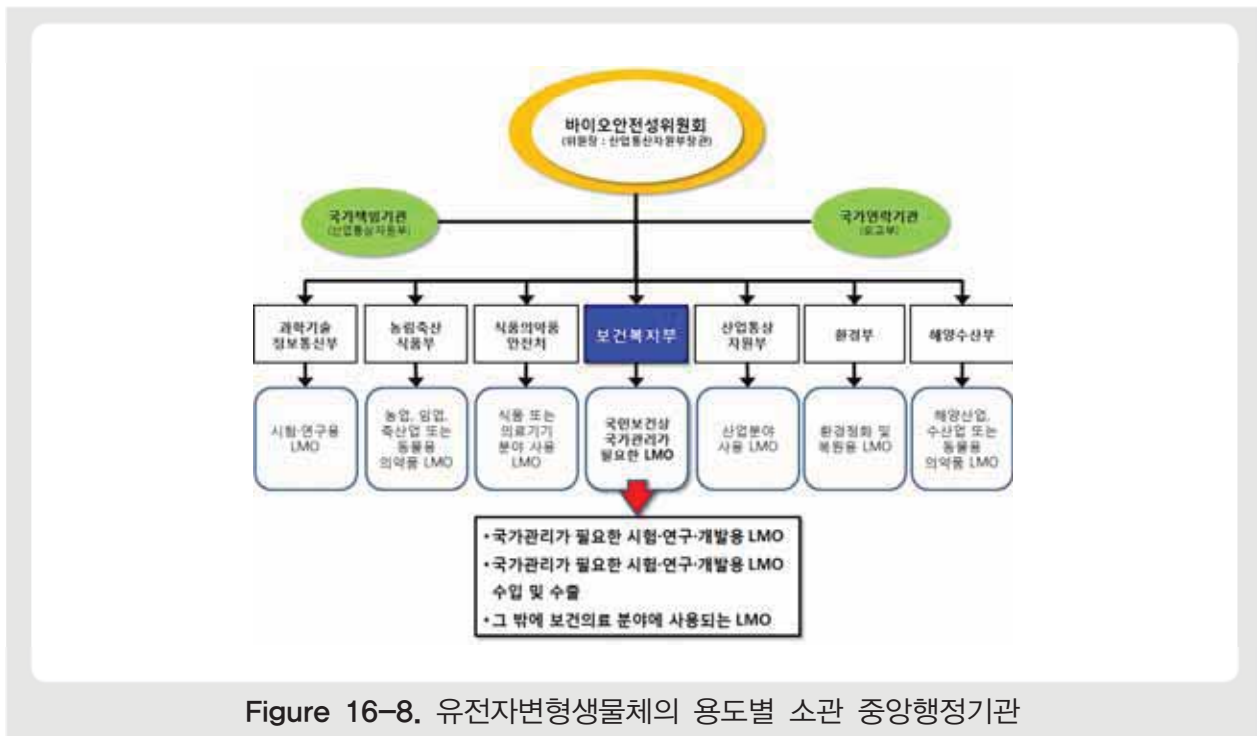 바이오안전성위원회
(위원장 : 산업통상자원부장관)
국가책임기관
(산업통상자원부)
국가연락기관
(외교부)
과학기술
정보통신부
농림축산
식품부
식품의약품
안전처
보건복지부
산업통상
자원부
환경부
해양수산부
시험·연구용
LMO
농업, 임업,
축산업 또는
동물용
의약품 LMO
식품 또는
의료기기
분야 사용
LMO
국민보건상
국가관리가
필요한 LMO
산업분야
사용 LMO
환경정화 및
복원용 LMO
해양산업,
수산업 또는
동물용
의약품 LMO
•국가관리가 필요한 시험·연구·개발용 LMO
•국가관리가 필요한 시험·연구·개발용 LMO
수입 및 수출
•그 밖에 보건의료 분야에 사용되는 LMO
Figure 16-8. 유전자변형생물체의 용도별 소관 중앙행정기관